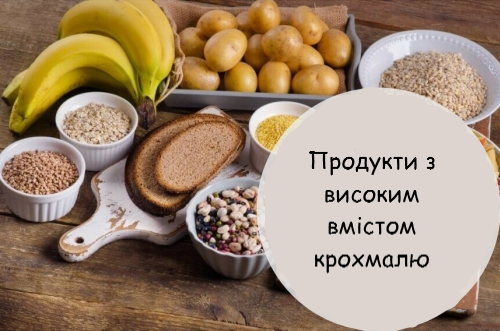 Продукти з
високим
вмістом
крохмалю